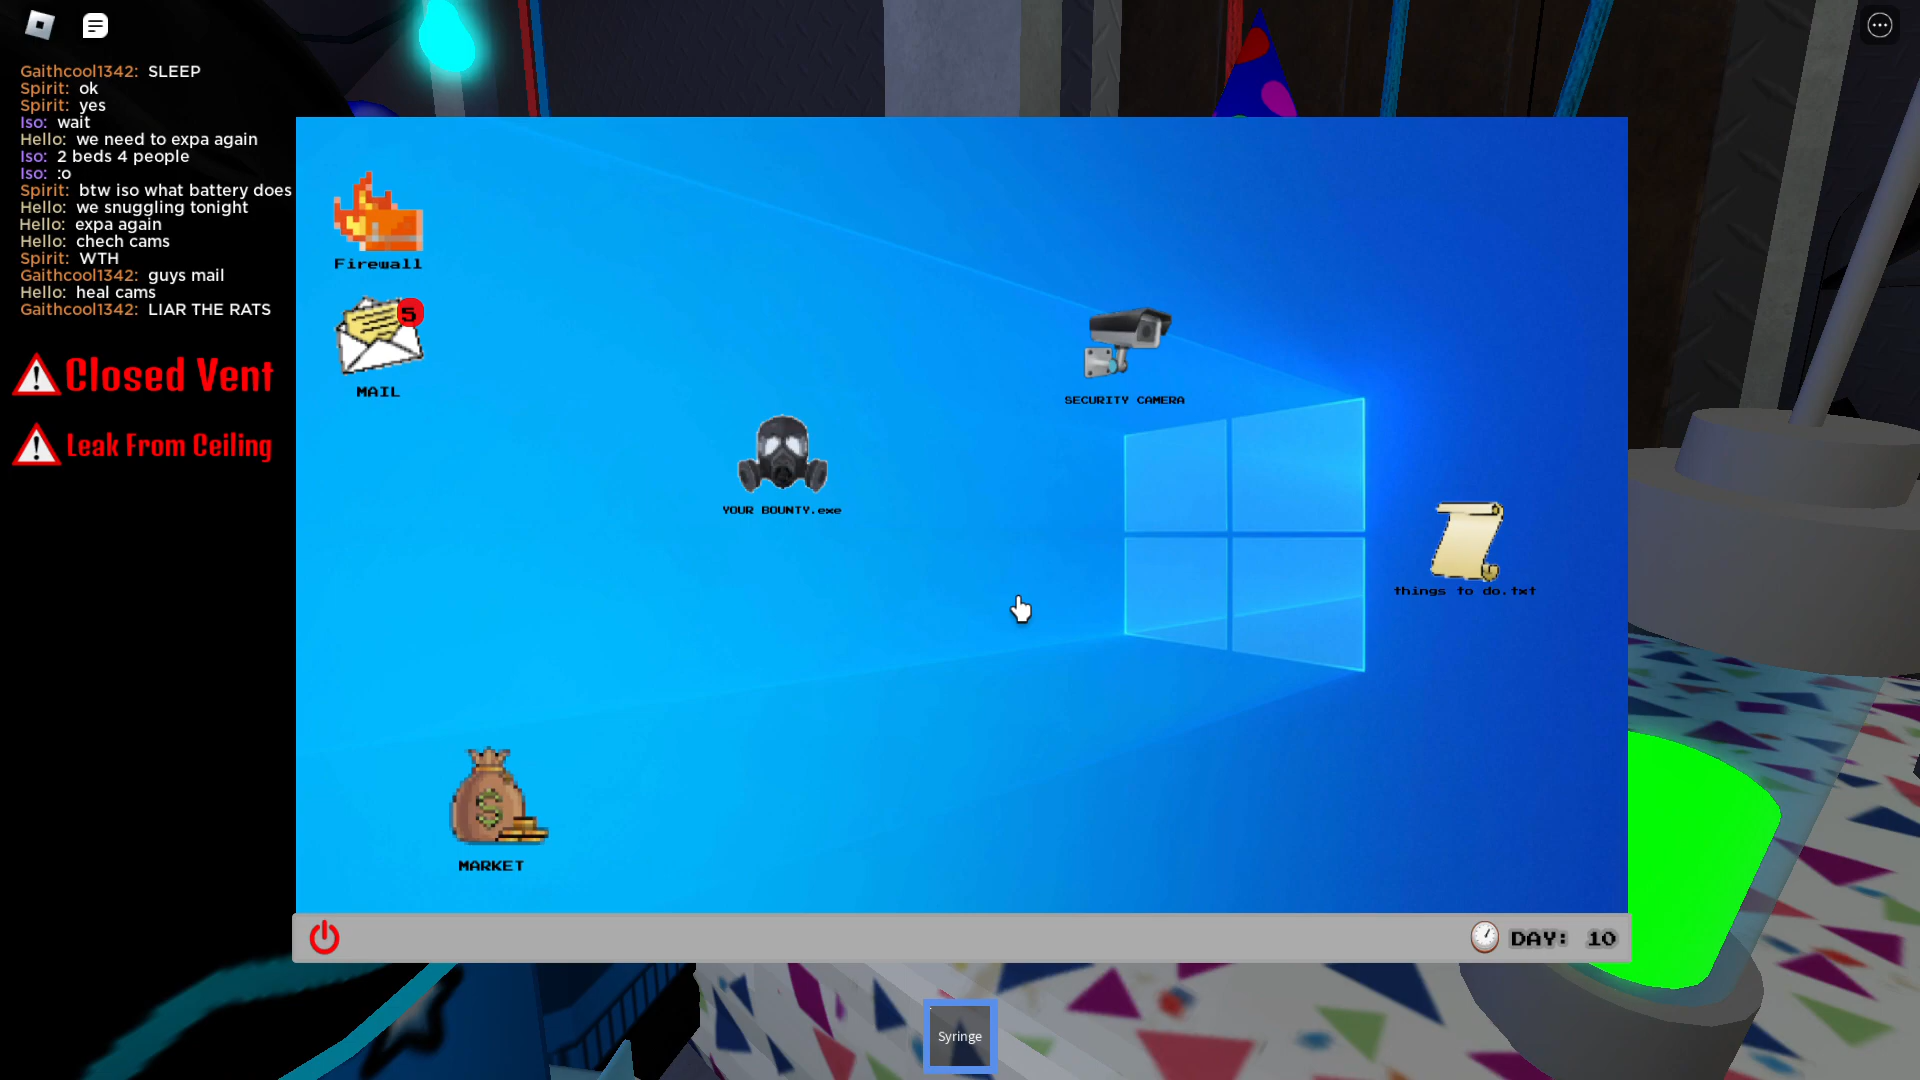 Gaithcool1342: SLEEP
Spirit: ok
Spirit: yes
Iso: wait
Hello: we need to expa again
Iso: 2 beds 4 people
Iso: :o
Spirit: btw iso what battery does
Hello: we snuggling tonight
Hello: expa again
Hello: chech cams
Spirit: WTH
Gaithcool1342: guys mail
Hello: heal cams
Gaithcool1342: LIAR THE RATS
Closed Vent
Leak From Ceiling
Firewall
5
MAIL
SECURITY CAMERA
YOUR BOUNTY.exe
things to do.txt
MARKET
DAY: 10
Syringe